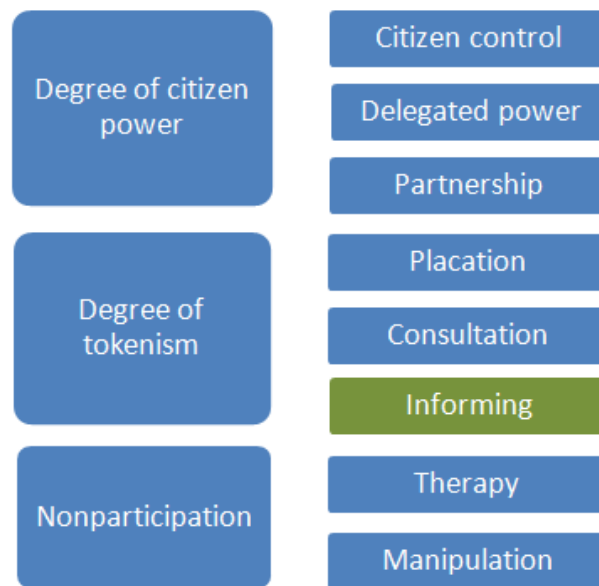 Degree of citizen
power
Citizen control
Delegated power
Partnership
Degree of
tokenism
Placation
Consultation
Informing
Nonparticipation
Therapy
Manipulation